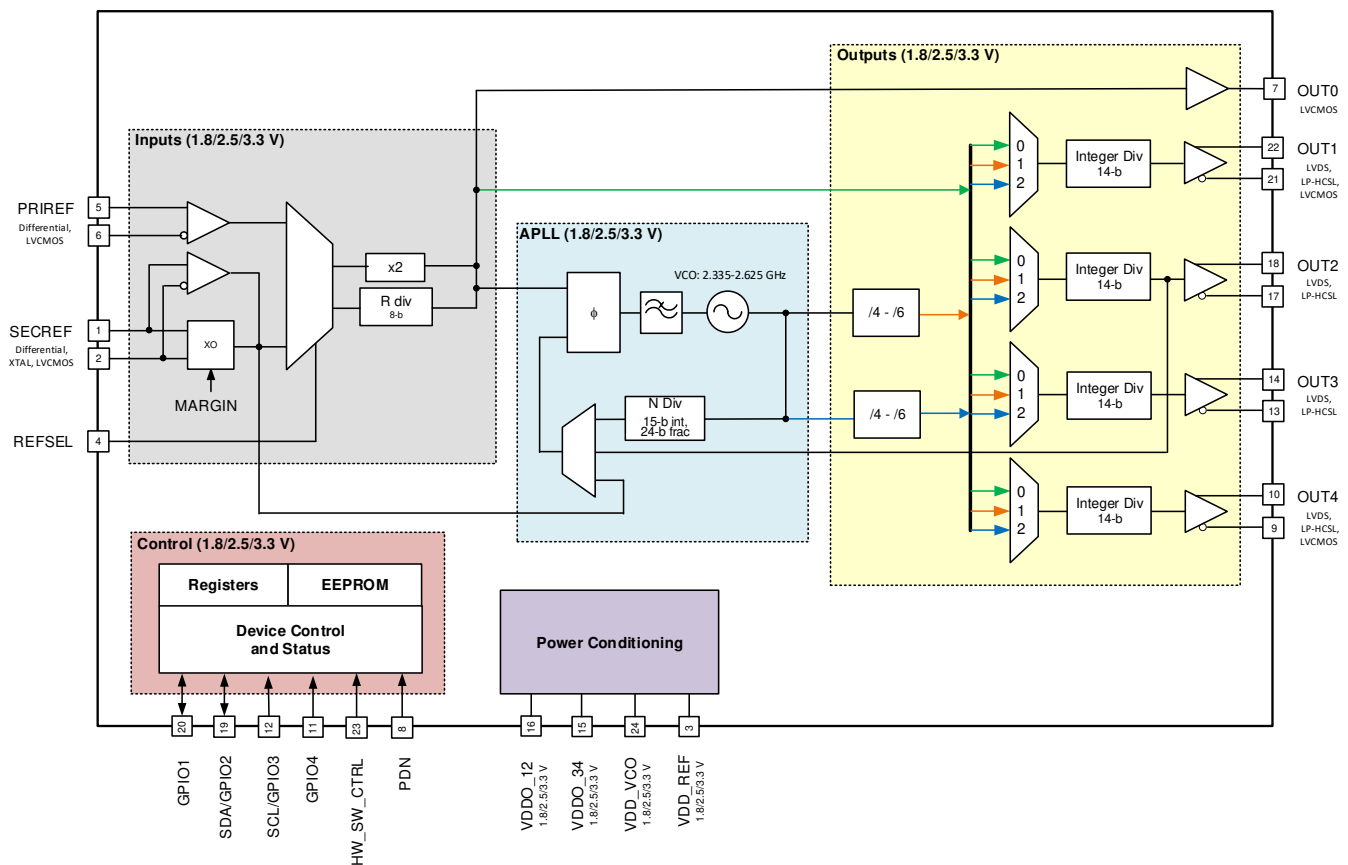 Outputs (1.8/2.5/3.3 V)
7
OUT0
LVCMOS
Inputs (1.8/2.5/3.3 V)
PRIREF
Differential,
LVCMOS
5
6
SECREF
Differential,
XTAL, LVCMOS
1
2
XO
MARGIN
REFSEL
4
x2
R div
8-b
APLL (1.8/2.5/3.3 V)
VCO: 2.335-2.625 GHz
ϕ
N Div
15-b int,
24-b frac
/4 - /6
/4 - /6
0
1
2
Integer Div
14-b
22
21
OUT1
LVDS,
LP-HCSL,
LVCMOS
0
1
2
Integer Div
14-b
18
17
OUT2
LVDS,
LP-HCSL
0
1
2
Integer Div
14-b
14
13
OUT3
LVDS,
LP-HCSL
0
1
2
Integer Div
14-b
10
9
OUT4
LVDS,
LP-HCSL,
LVCMOS
Control (1.8/2.5/3.3 V)
Registers
EEPROM
Device Control
and Status
20
19
12
11
23
8
GPIO1
SDA/GPIO2
SCL/GPIO3
GPIO4
HW_SW_CTRL
PDN
Power Conditioning
16
15
24
3
VDDO_12
1.8/2.5/3.3 V
VDDO_34
1.8/2.5/3.3 V
VDD_VCO
1.8/2.5/3.3 V
VDD_REF
1.8/2.5/3.3 V